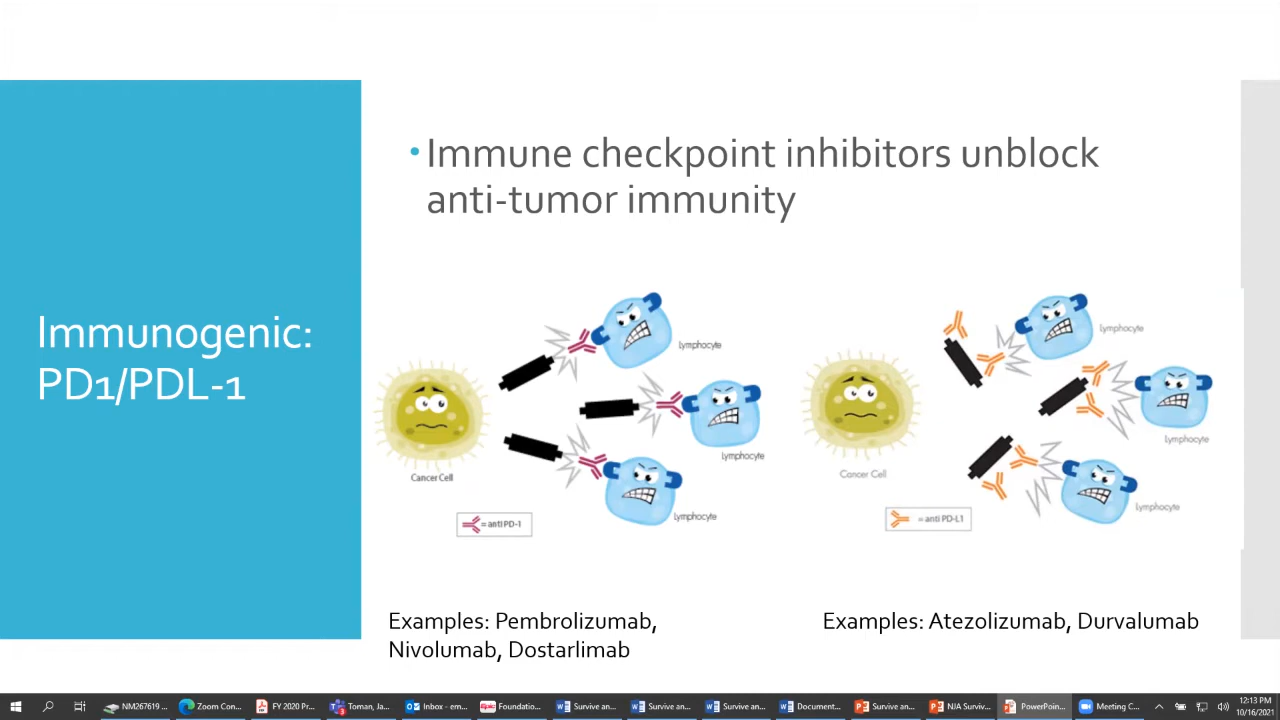 Immunogenic:
PD1/PDL-1
• Immune checkpoint inhibitors unblock
anti-tumor immunity
Lymphocyte
Lymphocyte
Lymphocyte
Cancer Cell
= anti PD-1
Lymphocyte
Lymphocyte
Lymphocyte
Cancer Cell
= anti PD-L1
Examples: Pembrolizumab,
Nivolumab, Dostarlimab
Examples: Atezolizumab, Durvalumab
NM267619 ...
Zoom Con...
FY 2020 Pr...
Toman, Ja...
Inbox - em...
Epic
Foundatio...
Survive an...
Survive an...
Survive an...
Document...
Survive an...
NJA Surviv...
PowerPoin...
Meeting C...
12:13 PM
10/16/2021